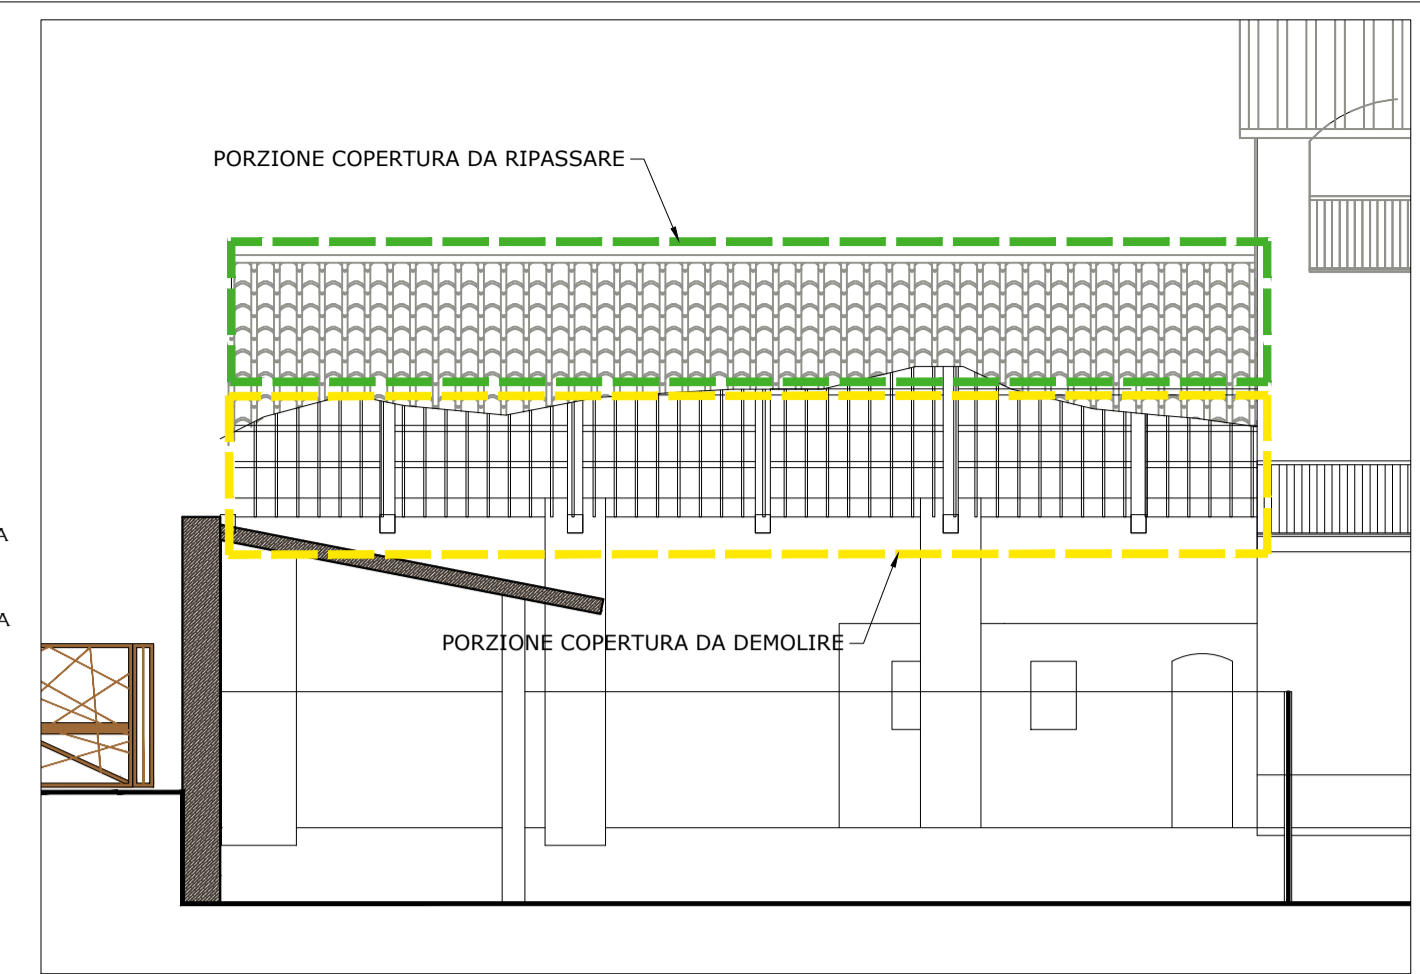 PORZIONE COPERTURA DA RIPASSARE
A
A
PORZIONE COPERTURA DA DEMOLIRE